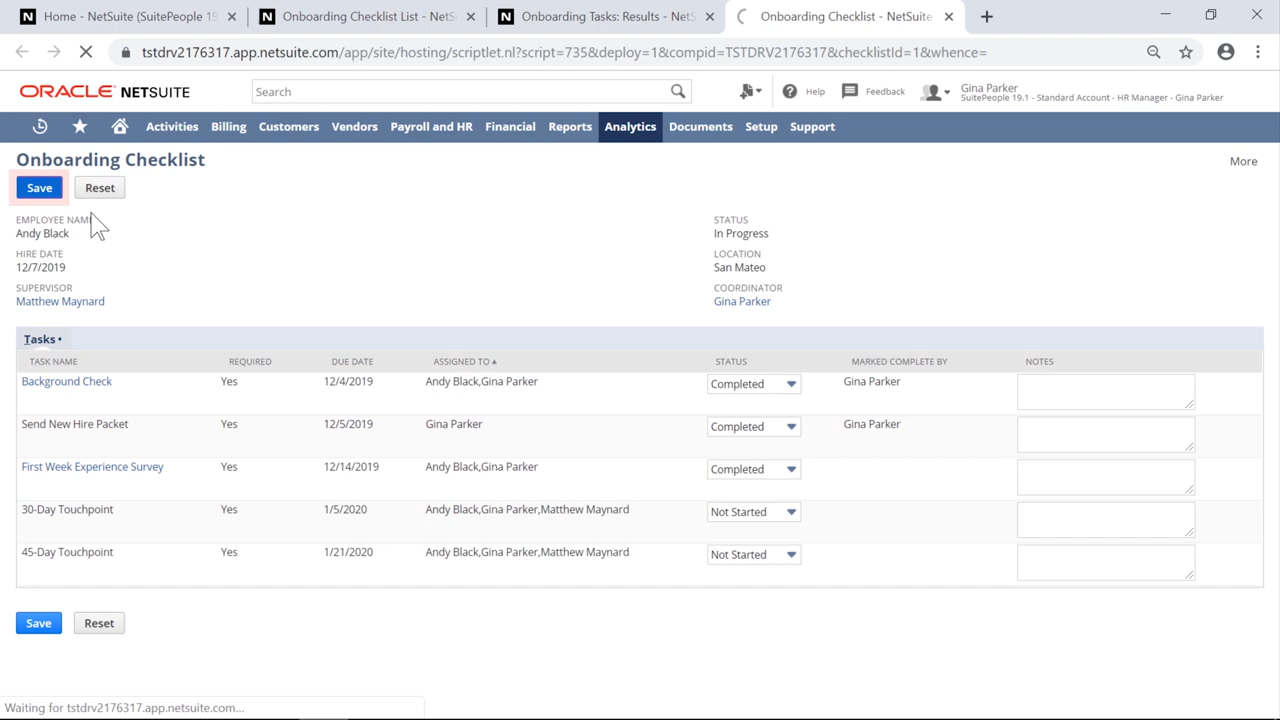 Home - NetSuite (SuitePeople 19
Onboarding Checklist List - NetS
Onboarding Tasks: Results - NetS
Onboarding Checklist - NetSuite
tstdrv2176317.app.netsuite.com/app/site/hosting/scriptlet.nl?script=735&deploy=1&compid=TSTDRV2176317&checklistId=1&whence=
ORACLE NETSUITE
Search
Help
Feedback
Gina Parker
SuitePeople 19.1 - Standard Account - HR Manager - Gina Parker
Activities Billing Customers Vendors Payroll and HR Financial Reports Analytics Documents Setup Support
Onboarding Checklist
More
Save Reset
EMPLOYEE NAM
Andy Black
STATUS
In Progress
HIRE DATE
12/7/2019
LOCATION
San Mateo
SUPERVISOR
Matthew Maynard
COORDINATOR
Gina Parker
Tasks •
TASK NAME REQUIRED DUE DATE ASSIGNED TO STATUS MARKED COMPLETE BY NOTES
Background Check Yes 12/4/2019 Andy Black,Gina Parker Completed Gina Parker
Send New Hire Packet Yes 12/5/2019 Gina Parker Completed Gina Parker
First Week Experience Survey Yes 12/14/2019 Andy Black,Gina Parker Completed
30-Day Touchpoint Yes 1/5/2020 Andy Black,Gina Parker,Matthew Maynard Not Started
45-Day Touchpoint Yes 1/21/2020 Andy Black,Gina Parker,Matthew Maynard Not Started
Save Reset
Waiting for tstdrv2176317.app.netsuite.com...